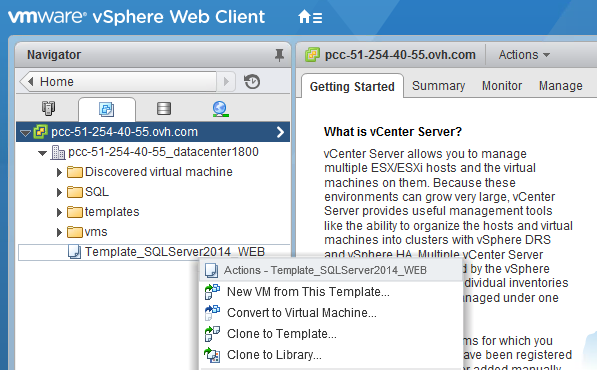 vmware® vSphere Web Client
Navigator
Home
pcc-51-254-40-55.ovh.com
pcc-51-254-40-55_datacenter1800
Discovered virtual machine
SQL
templates
vms
Template_SQLServer2014_WEB
Actions - Template_SQLServer2014_WEB
New VM from This Template...
Convert to Virtual Machine...
Clone to Template...
Clone to Library...
pcc-51-254-40-55.ovh.com Actions
Getting Started Summary Monitor Manage
What is vCenter Server?
vCenter Server allows you to manage
multiple ESX/ESXi hosts and the virtual
machines on them. Because these
environments can grow very large, vCenter
Server provides useful management tools
like the ability to organize the hosts and virtual
machines into clusters with vSphere DRS
and vSphere HA. Multiple vCenter Server
d by the vSphere
dividual inventories
naged under one
ms for which you
ave been registered
r added manually